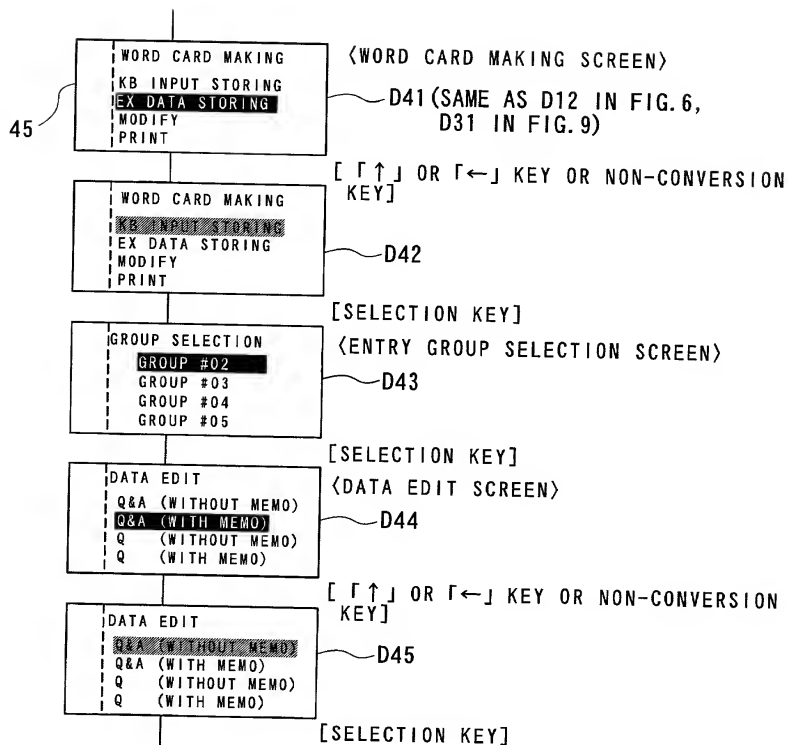 WORD CARD MAKING
KB INPUT STORING
EX DATA STORING
MODIFY
PRINT
45
〈WORD CARD MAKING SCREEN〉
D41 (SAME AS D12 IN FIG. 6,
D31 IN FIG. 9)
[「↑」 OR 「←」 KEY OR NON-CONVERSION
KEY]
WORD CARD MAKING
KB INPUT STORING
EX DATA STORING
MODIFY
PRINT
D42
[SELECTION KEY]
GROUP SELECTION
GROUP #02
GROUP #03
GROUP #04
GROUP #05
〈ENTRY GROUP SELECTION SCREEN〉
D43
[SELECTION KEY]
DATA EDIT
Q&A (WITHOUT MEMO)
Q&A (WITH MEMO)
Q (WITHOUT MEMO)
Q (WITH MEMO)
〈DATA EDIT SCREEN〉
D44
[「↑」 OR 「←」 KEY OR NON-CONVERSION
KEY]
DATA EDIT
Q&A (WITHOUT MEMO)
Q&A (WITH MEMO)
Q (WITHOUT MEMO)
Q (WITH MEMO)
D45
[SELECTION KEY]